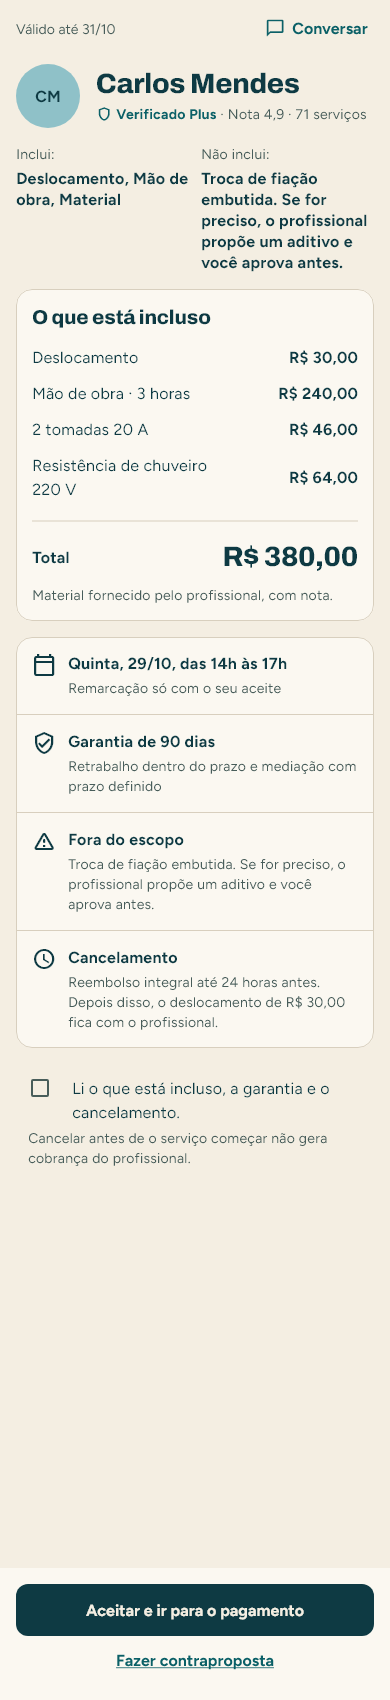 Válido até 31/10
Conversar
CM
Carlos Mendes
Verificado Plus · Nota 4,9 · 71 serviços
Inclui:
Deslocamento, Mão de
obra, Material
Não inclui:
Troca de fiação
embutida. Se for
preciso, o profissional
propõe um aditivo e
você aprova antes.
O que está incluso
Deslocamento R$ 30,00
Mão de obra · 3 horas R$ 240,00
2 tomadas 20 A R$ 46,00
Resistência de chuveiro
220 V
R$ 64,00
Total R$ 380,00
Material fornecido pelo profissional, com nota.
Quinta, 29/10, das 14h às 17h
Remarcação só com o seu aceite
Garantia de 90 dias
Retrabalho dentro do prazo e mediação com
prazo definido
Fora do escopo
Troca de fiação embutida. Se for preciso, o
profissional propõe um aditivo e você
aprova antes.
Cancelamento
Reembolso integral até 24 horas antes.
Depois disso, o deslocamento de R$ 30,00
fica com o profissional.
Li o que está incluso, a garantia e o
cancelamento.
Cancelar antes de o serviço começar não gera
cobrança do profissional.
Aceitar e ir para o pagamento
Fazer contraproposta